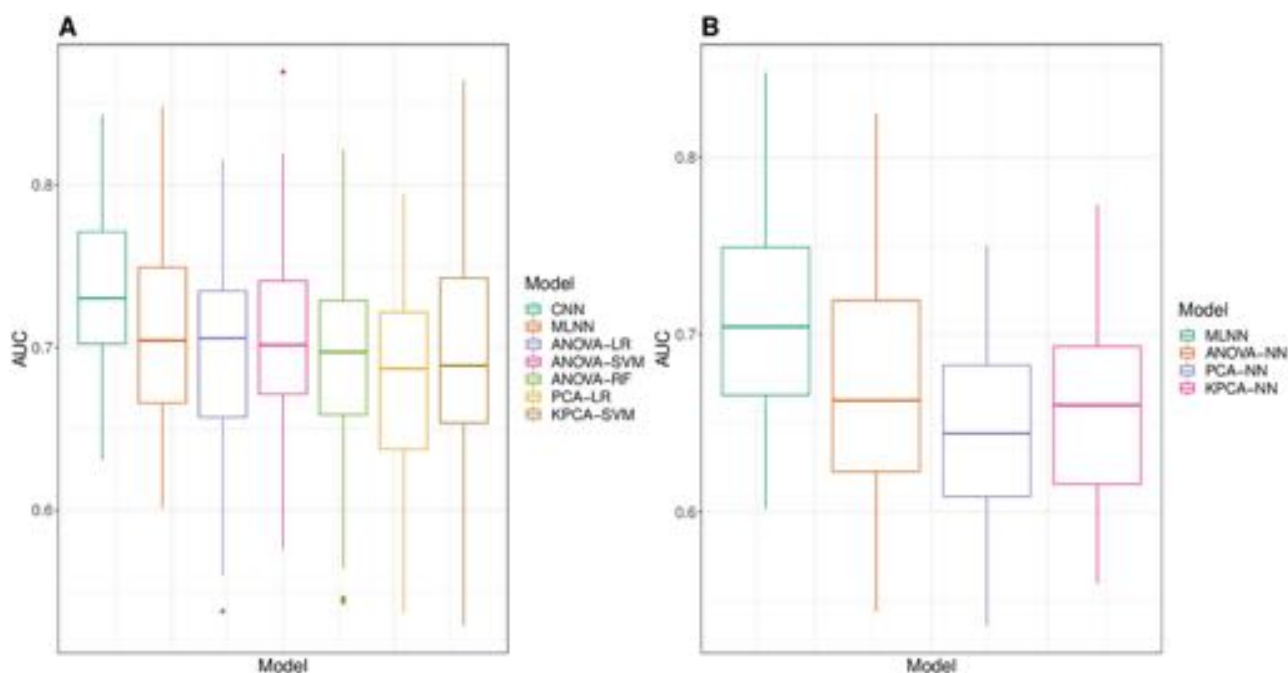 A
AUC
0.8
0.7
0.6
Model
Model
CNN
MLNN
ANOVA-LR
ANOVA-SVM
ANOVA-RF
PCA-LR
KPCA-SVM
B
AUC
0.8
0.7
0.6
Model
Model
MLNN
ANOVA-NN
PCA-NN
KPCA-NN